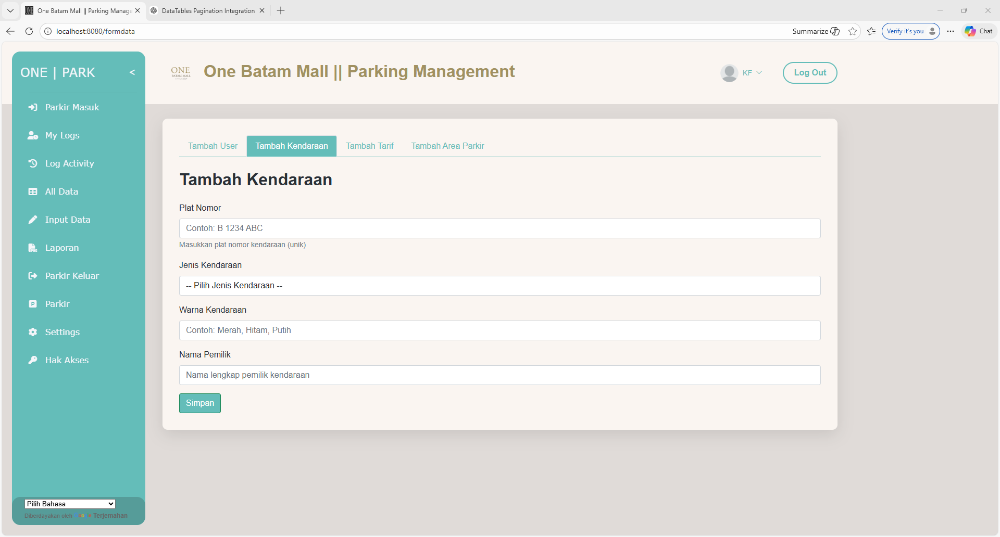 One Batam Mall || Parking Manage
DataTables Pagination Integration
localhost:8080/formdata
Summarize
Verify it's you
Chat
ONE | PARK
<
ONE
BATAM MALL
One Batam Mall || Parking Management
KF
Log Out
Parkir Masuk
My Logs
Log Activity
All Data
Input Data
Laporan
Parkir Keluar
Parkir
Settings
Hak Akses
Tambah User
Tambah Kendaraan
Tambah Tarif
Tambah Area Parkir
Tambah Kendaraan
Plat Nomor
Contoh: B 1234 ABC
Masukkan plat nomor kendaraan (unik)
Jenis Kendaraan
-- Pilih Jenis Kendaraan --
Warna Kendaraan
Contoh: Merah, Hitam, Putih
Nama Pemilik
Nama lengkap pemilik kendaraan
Simpan
Pilih Bahasa
Diberdayakan oleh Google Terjemahan